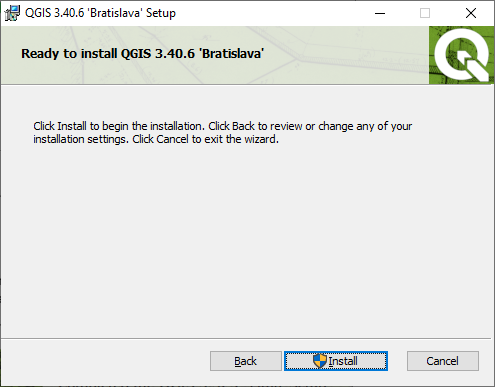 QGIS 3.40.6 'Bratislava' Setup
Ready to install QGIS 3.40.6 'Bratislava'
Click Install to begin the installation. Click Back to review or change any of your
installation settings. Click Cancel to exit the wizard.
Back Install Cancel